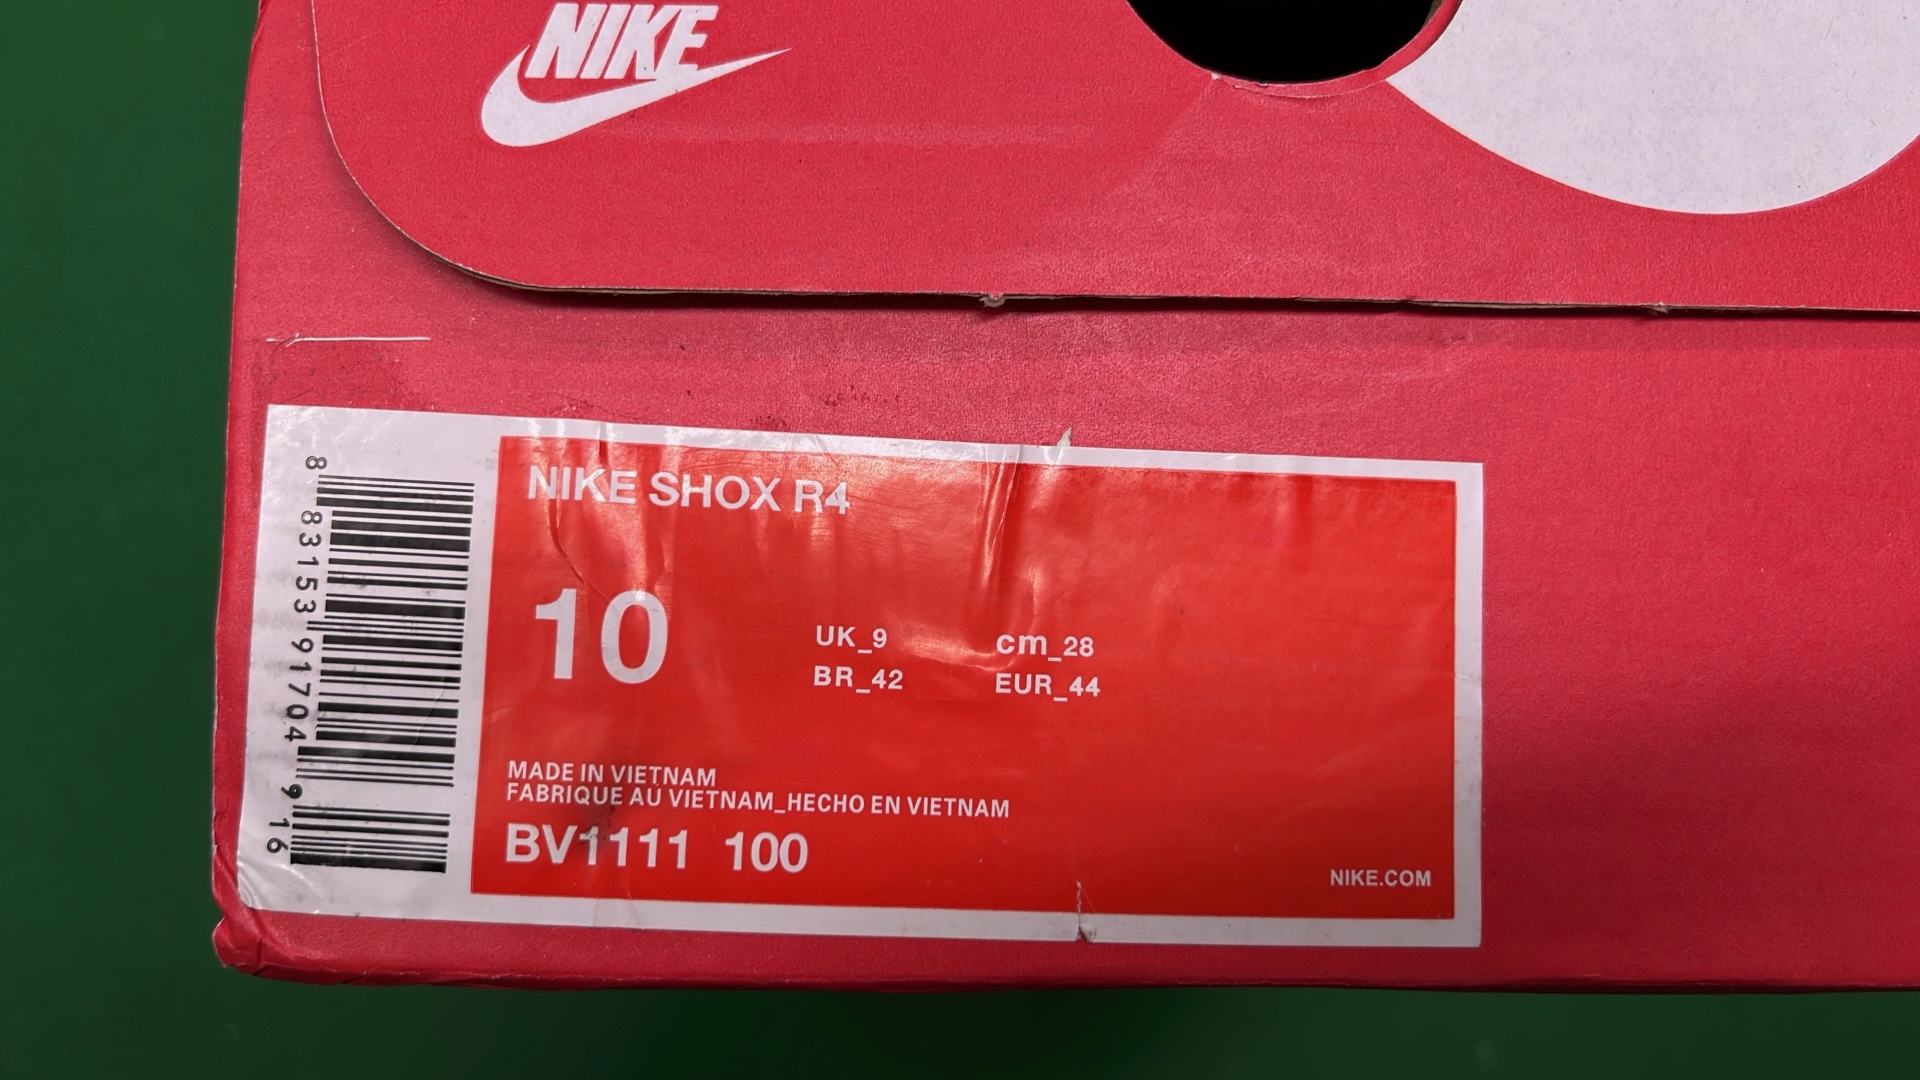 NIKE
NIKE SHOX R4
10
UK_9 cm_28
BR_42 EUR_44
MADE IN VIETNAM
FABRIQUE AU VIETNAM_HECHO EN VIETNAM
BV1111 100
NIKE.COM
8 83153 91704 9 16